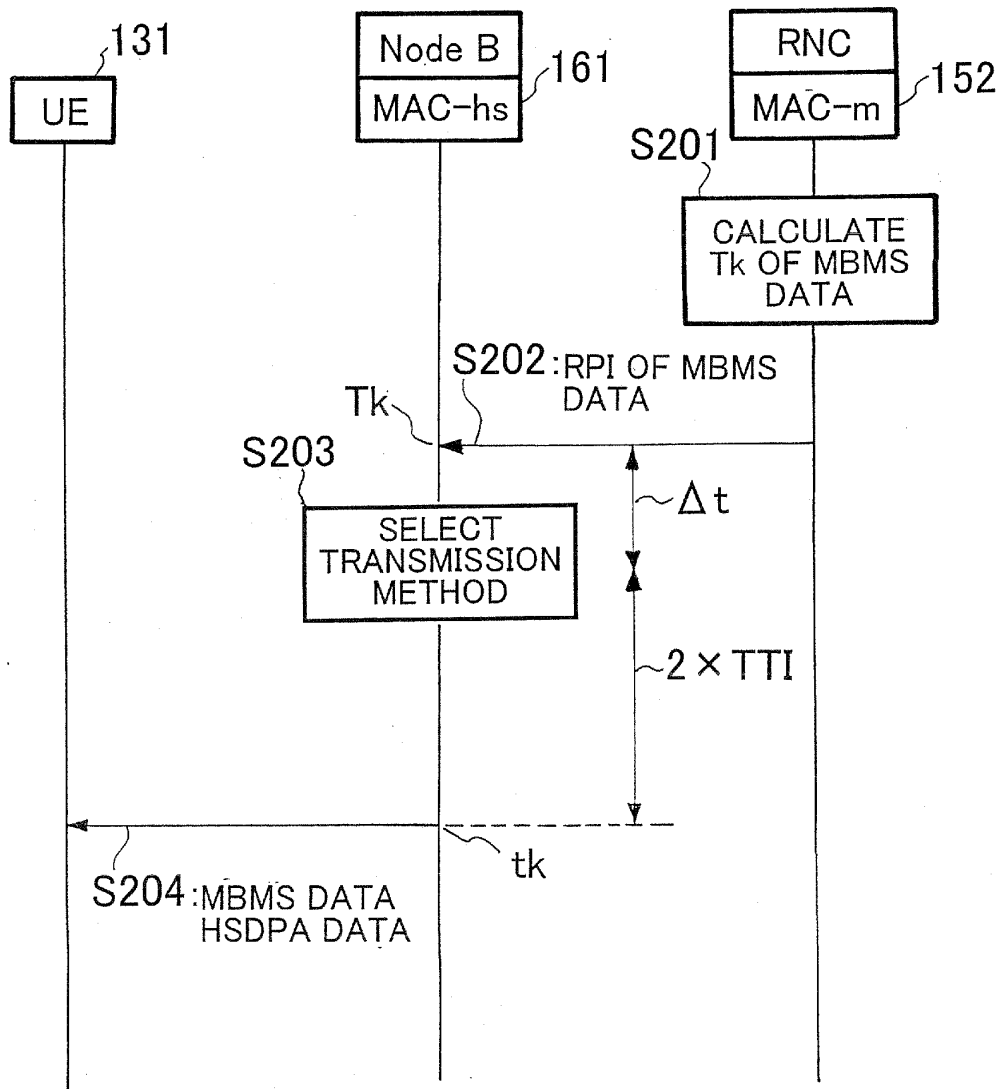 131
UE
Node B
MAC-hs
161
RNC
MAC-m
152
S201
CALCULATE
Tk OF MBMS
DATA
S202:RPI OF MBMS
DATA
Tk
S203
SELECT
TRANSMISSION
METHOD
Δt
2×TTI
tk
S204:MBMS DATA
HSDPA DATA